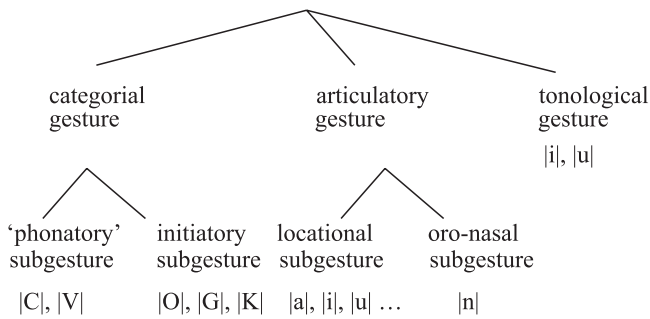 categorial articulatory tonological
gesture gesture gesture
|i|, |u|
‘phonatory’ initiatory locational oro-nasal
subgesture subgesture subgesture subgesture
|C|, |V| |O|, |G|, |K| |a|, |i|, |u| … |n|